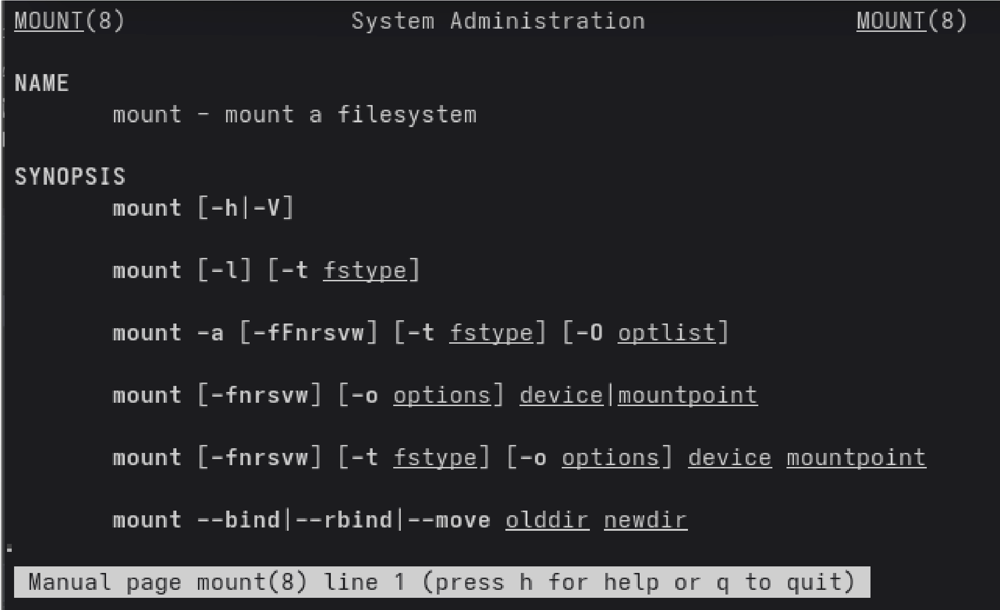 MOUNT(8) System Administration MOUNT(8)
NAME
mount - mount a filesystem
SYNOPSIS
mount [-h|-V]
mount [-l] [-t fstype]
mount -a [-fFnrsvw] [-t fstype] [-O optlist]
mount [-fnrsvw] [-o options] device|mountpoint
mount [-fnrsvw] [-t fstype] [-o options] device mountpoint
mount --bind|--rbind|--move olddir newdir
Manual page mount(8) line 1 (press h for help or q to quit)